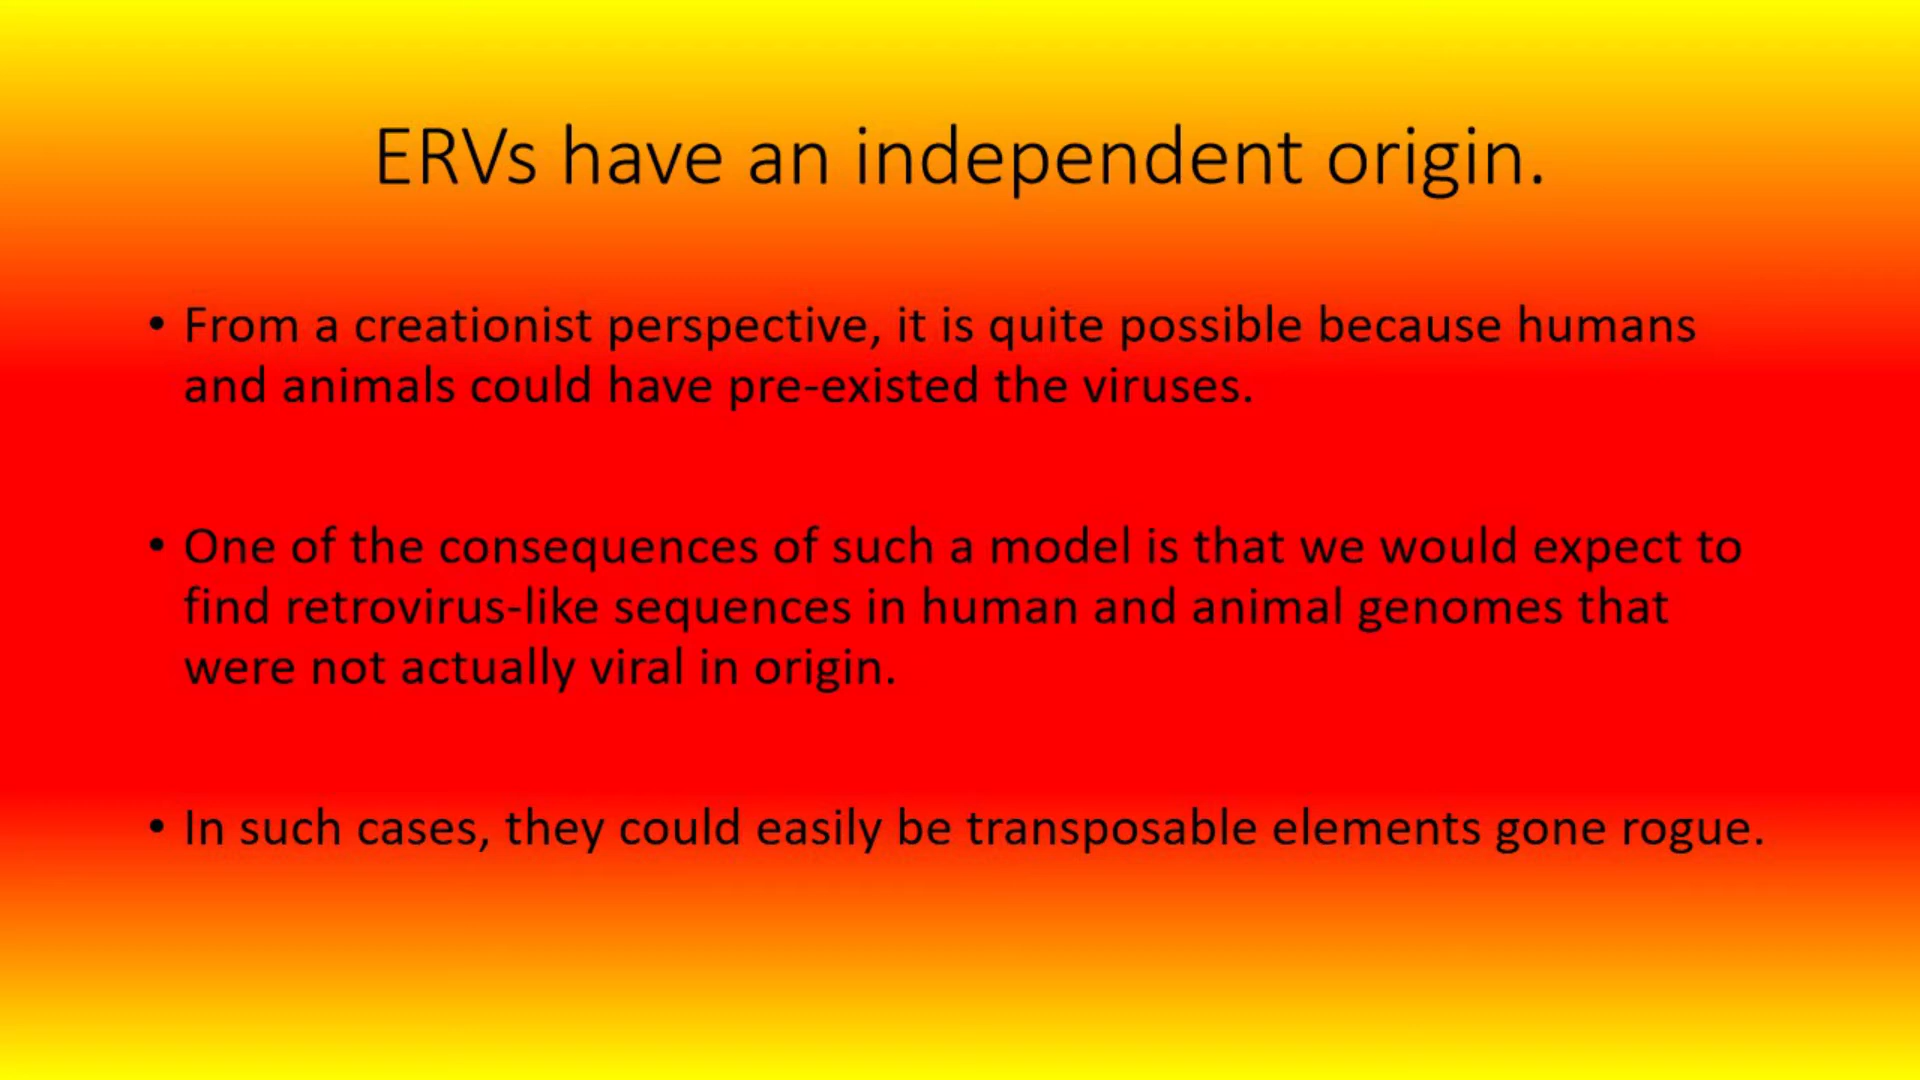 ERVs have an independent origin.
• From a creationist perspective, it is quite possible because humans
and animals could have pre-existed the viruses.
• One of the consequences of such a model is that we would expect to
find retrovirus-like sequences in human and animal genomes that
were not actually viral in origin.
• In such cases, they could easily be transposable elements gone rogue.